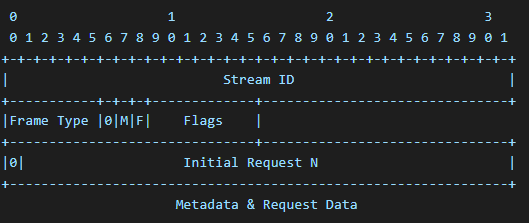 0                   1                   2                   3
 0 1 2 3 4 5 6 7 8 9 0 1 2 3 4 5 6 7 8 9 0 1 2 3 4 5 6 7 8 9 0 1
+-+-+-+-+-+-+-+-+-+-+-+-+-+-+-+-+-+-+-+-+-+-+-+-+-+-+-+-+-+-+-+-+
|                           Stream ID                           |
+-----------+-+-+-+-------------+-------------------------------+
|Frame Type |0|M|F|    Flags    |
+-------------------------------+-------------------------------+
|0|                    Initial Request N                        |
+---------------------------------------------------------------+
                     Metadata & Request Data